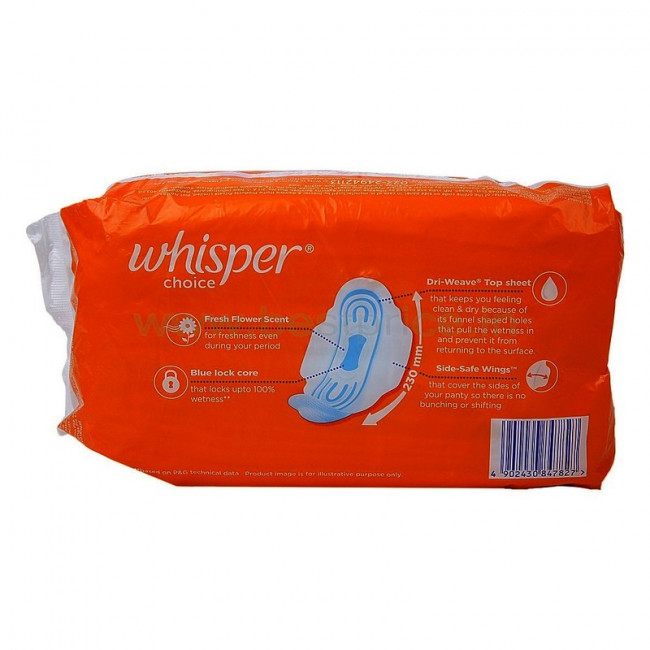 022-24942113
whisper®
choice
Fresh Flower Scent
for freshness even
during your period
Blue lock core
that locks upto 100%
wetness**
230 mm
Dri-Weave® Top sheet
that keeps you feeling
clean & dry because of
its funnel shaped holes
that pull the wetness in
and prevent it from
returning to the surface.
Side-Safe Wings™
that cover the sides of
your panty so there is no
bunching or shifting
based on P&G technical data. Product image is for illustrative purpose only.
4 902430 847827 >